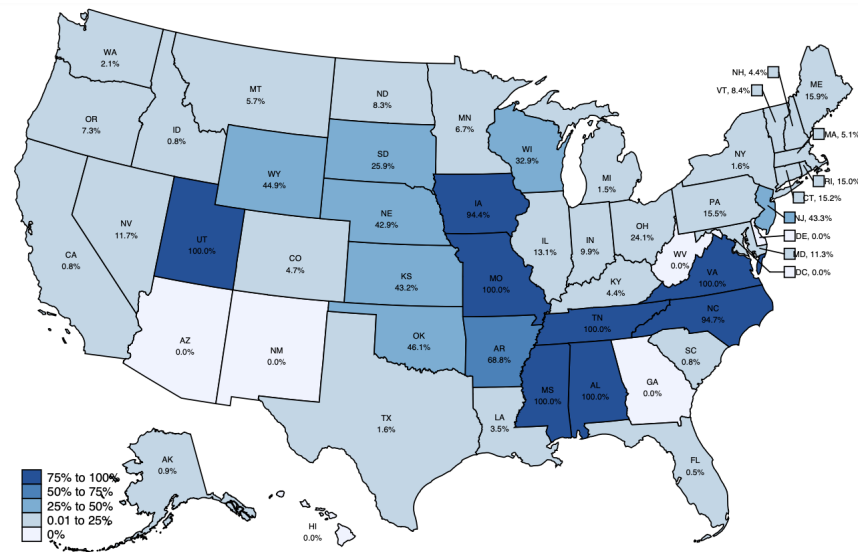 WA
2.1%
OR
7.3%
CA
0.8%
NV
11.7%
ID
0.8%
MT
5.7%
WY
44.9%
UT
100.0%
AZ
0.0%
CO
4.7%
NM
0.0%
ND
8.3%
SD
25.9%
NE
42.9%
KS
43.2%
OK
46.1%
TX
1.6%
MN
6.7%
IA
94.4%
MO
100.0%
AR
68.8%
LA
3.5%
WI
32.9%
IL
13.1%
MI
1.5%
IN
9.9%
OH
24.1%
KY
4.4%
TN
100.0%
MS
100.0%
AL
100.0%
GA
0.0%
FL
0.5%
SC
0.8%
NC
94.7%
VA
100.0%
WV
0.0%
PA
15.5%
NY
1.6%
ME
15.9%
NH, 4.4%
VT, 8.4%
MA, 5.1%
RI, 15.0%
CT, 15.2%
NJ, 43.3%
DE, 0.0%
MD, 11.3%
DC, 0.0%
AK
0.9%
HI
0.0%
75% to 100%
50% to 75%
25% to 50%
0.01 to 25%
0%